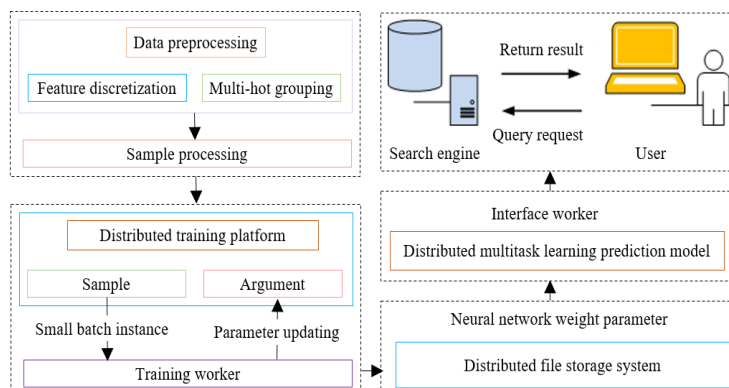 Data preprocessing
Feature discretization
Multi-hot grouping
Sample processing
Distributed training platform
Sample
Argument
Small batch instance
Parameter updating
Training worker
Return result
Query request
Search engine
User
Interface worker
Distributed multitask learning prediction model
Neural network weight parameter
Distributed file storage system